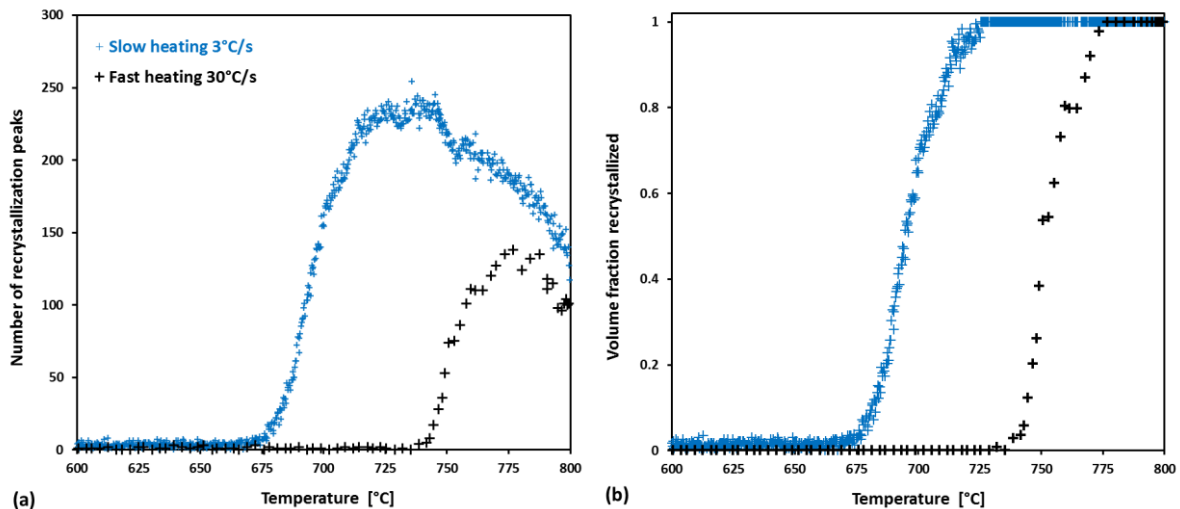 300
250
200
150
100
50
0
Number of recrystallization peaks
Slow heating 3°C/s
Fast heating 30°C/s
600 625 650 675 700 725 750 775 800
(a)
Temperature [°C]
1
0.8
0.6
0.4
0.2
0
Volume fraction recrystallized
600 625 650 675 700 725 750 775 800
(b)
Temperature [°C]